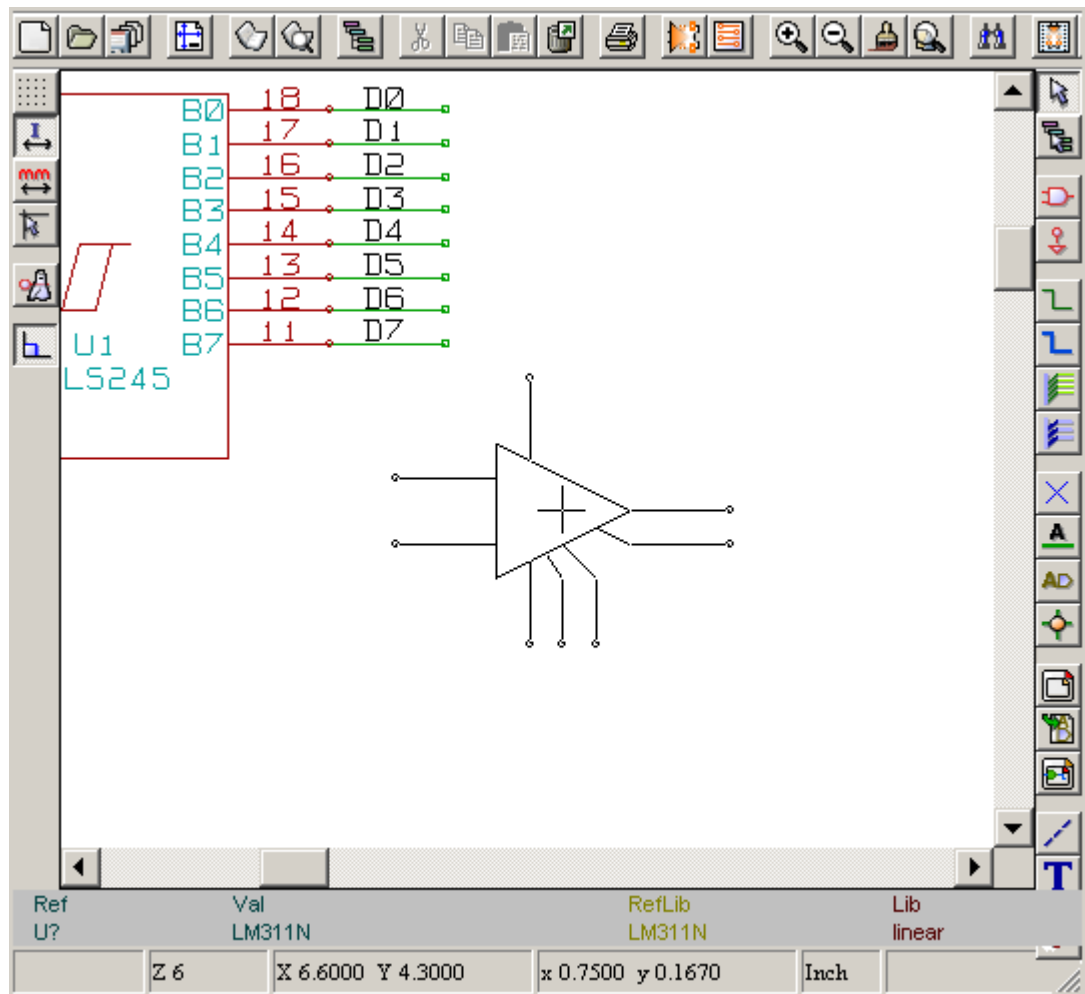 mm
B0 18 D0
B1 17 D1
B2 16 D2
B3 15 D3
B4 14 D4
B5 13 D5
B6 12 D6
B7 11 D7
U1
LS245
A
AD
T
Ref Val RefLib Lib
U? LM311N LM311N linear
Z 6 X 6.6000 Y 4.3000 x 0.7500 y 0.1670 Inch